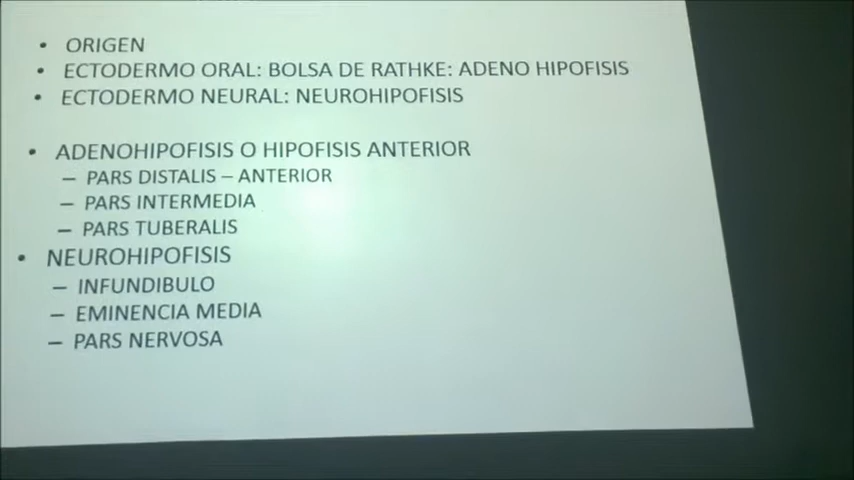 • ORIGEN
• ECTODERMO ORAL: BOLSA DE RATHKE: ADENO HIPOFISIS
• ECTODERMO NEURAL: NEUROHIPOFISIS
• ADENOHIPOFISIS O HIPOFISIS ANTERIOR
– PARS DISTALIS – ANTERIOR
– PARS INTERMEDIA
– PARS TUBERALIS
• NEUROHIPOFISIS
– INFUNDIBULO
– EMINENCIA MEDIA
– PARS NERVOSA